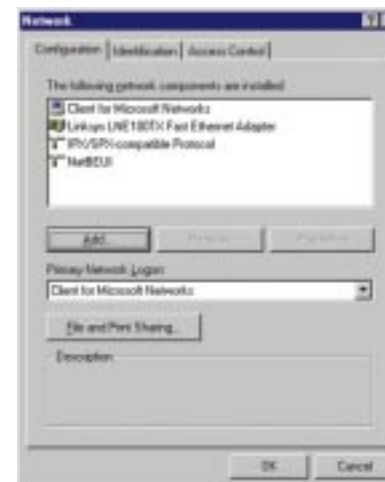 Network
Configuration Identification Access Control
The following network components are installed:
Client for Microsoft Networks
Linksys LNE100TX Fast Ethernet Adapter
IPX/SPX-compatible Protocol
NetBEUI
Add...
Remove
Properties
Primary Network Logon:
Client for Microsoft Networks
File and Print Sharing...
Description
OK Cancel